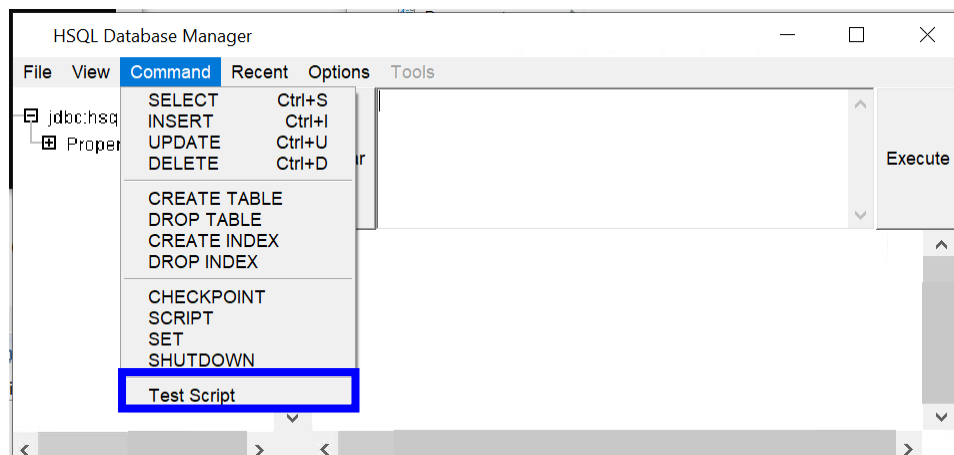 HSQL Database Manager
File View Command Recent Options Tools
SELECT Ctrl+S
jdbc:hsq
INSERT Ctrl+I
Proper
UPDATE Ctrl+U
DELETE Ctrl+D
Execute
CREATE TABLE
DROP TABLE
CREATE INDEX
DROP INDEX
CHECKPOINT
SCRIPT
SET
SHUTDOWN
Test Script